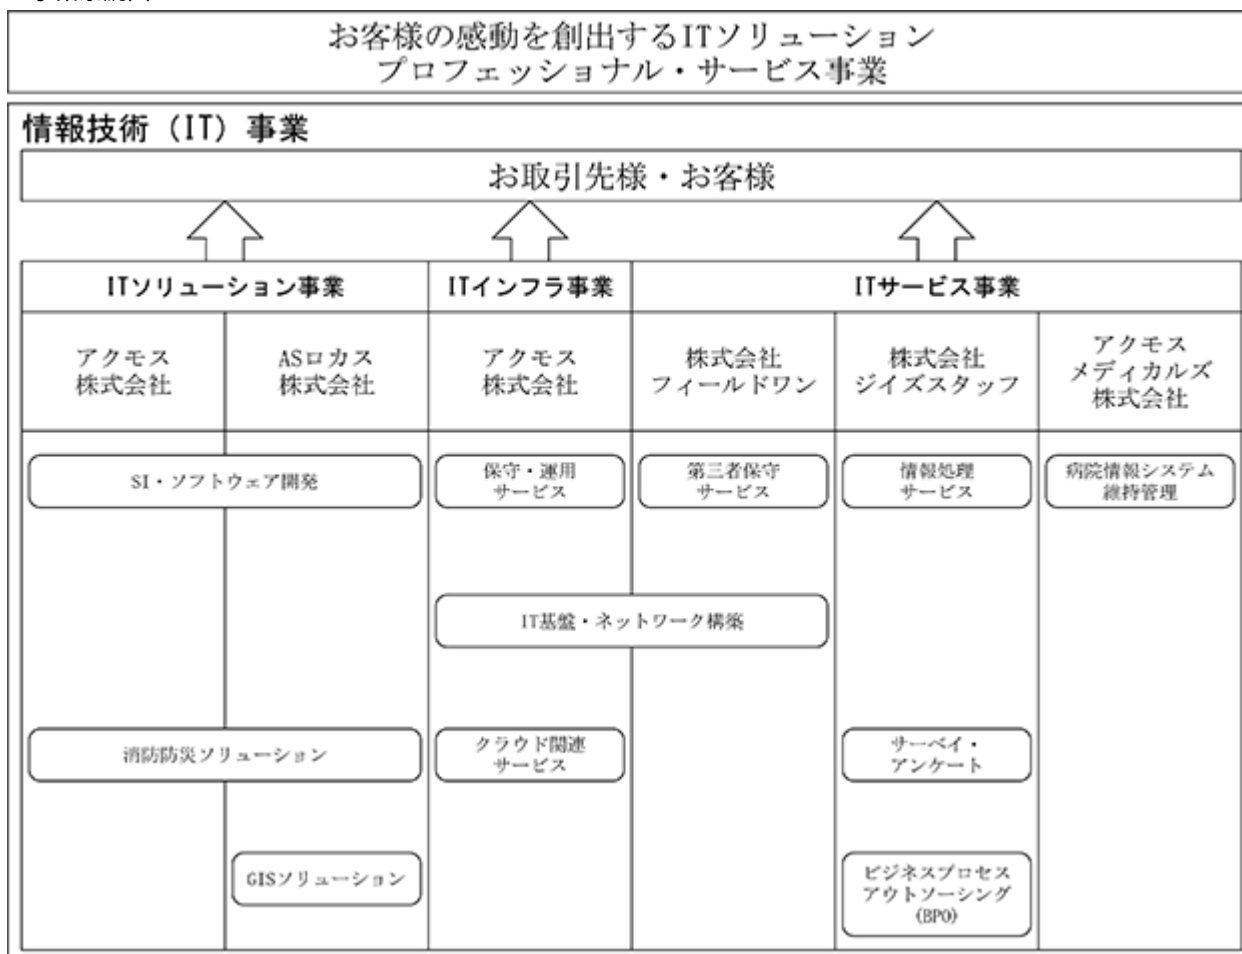 お客様の感動を創出するITソリューション
プロフェッショナル・サービス事業
情報技術（IT）事業
お取引先様・お客様
ITソリューション事業
ITインフラ事業
ITサービス事業
アクモス
株式会社
ASロカス
株式会社
アクモス
株式会社
株式会社
フィールドワン
株式会社
ジイズスタッフ
アクモス
メディカルズ
株式会社
SI・ソフトウェア開発
保守・運用
サービス
第三者保守
サービス
情報処理
サービス
病院情報システム
維持管理
IT基盤・ネットワーク構築
消防防災ソリューション
クラウド関連
サービス
サーベイ・
アンケート
GISソリューション
ビジネスプロセス
アウトソーシング
(BPO)